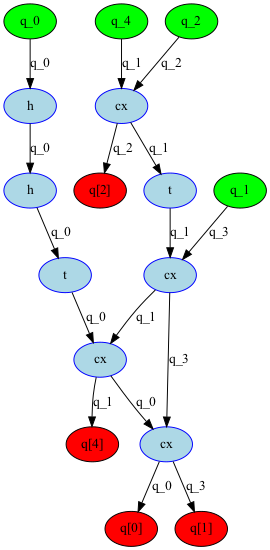 q_0 q_4 q_2
q_0 q_1 q_2
h cx
q_0 q_2 q_1
h q[2] t q_1
q_0 q_1 q_3
t cx
q_0 q_1
cx q_3
q_1 q_0
q[4] cx
q_0 q_3
q[0] q[1]